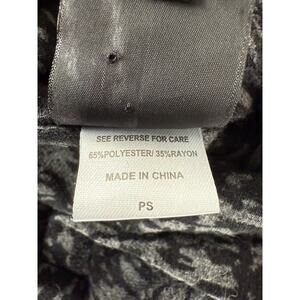 SEE REVERSE FOR CARE
65%POLYESTER/ 35%RAYON
MADE IN CHINA
PS